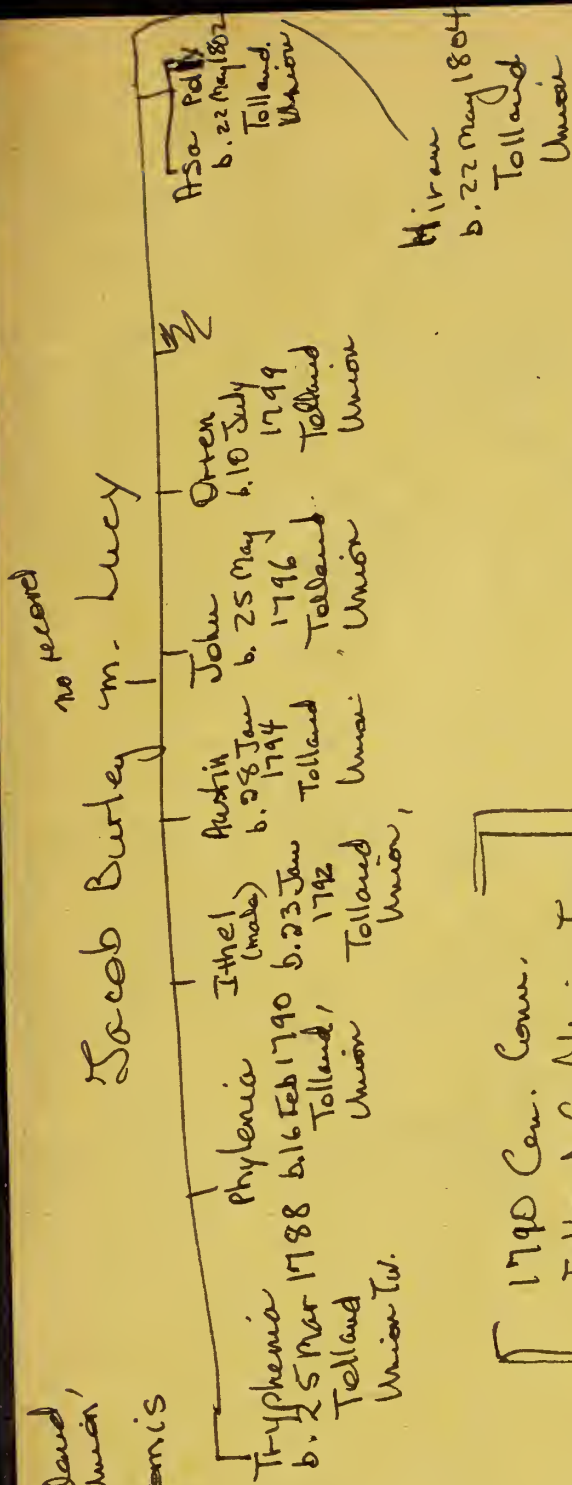 no record
Jacob Burley m. Lucy
Tryphenia
b. 25 Mar 1788
Tolland
Union Tw.
Phylenia
b. 16 Feb 1790
Tolland,
Union
Ithel
(male)
b. 23 Jan
1792
Tolland
Union,
Austin
b. 28 Jan
1794
Tolland
Union.
John
b. 25 May
1796
Tolland
Union
Orren
b. 10 July
1799
Tolland
Union
Asa
b. 22 May 1802
Tolland.
Union
Hiram
b. 22 May 1804
Tolland
Union
1790 Cen. Conn.